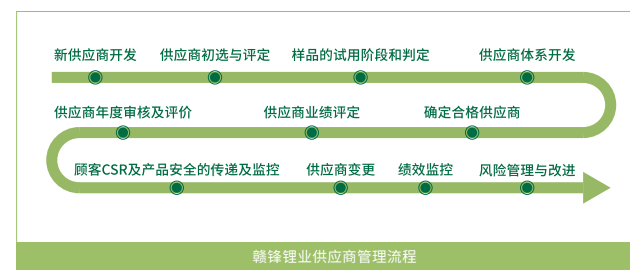 新供应商开发 供应商初选与评定 样品的试用阶段和判定 供应商体系开发
供应商年度审核及评价 供应商业绩评定 确定合格供应商
顾客CSR及产品安全的传递及监控 供应商变更 绩效监控 风险管理与改进
赣锋锂业供应商管理流程